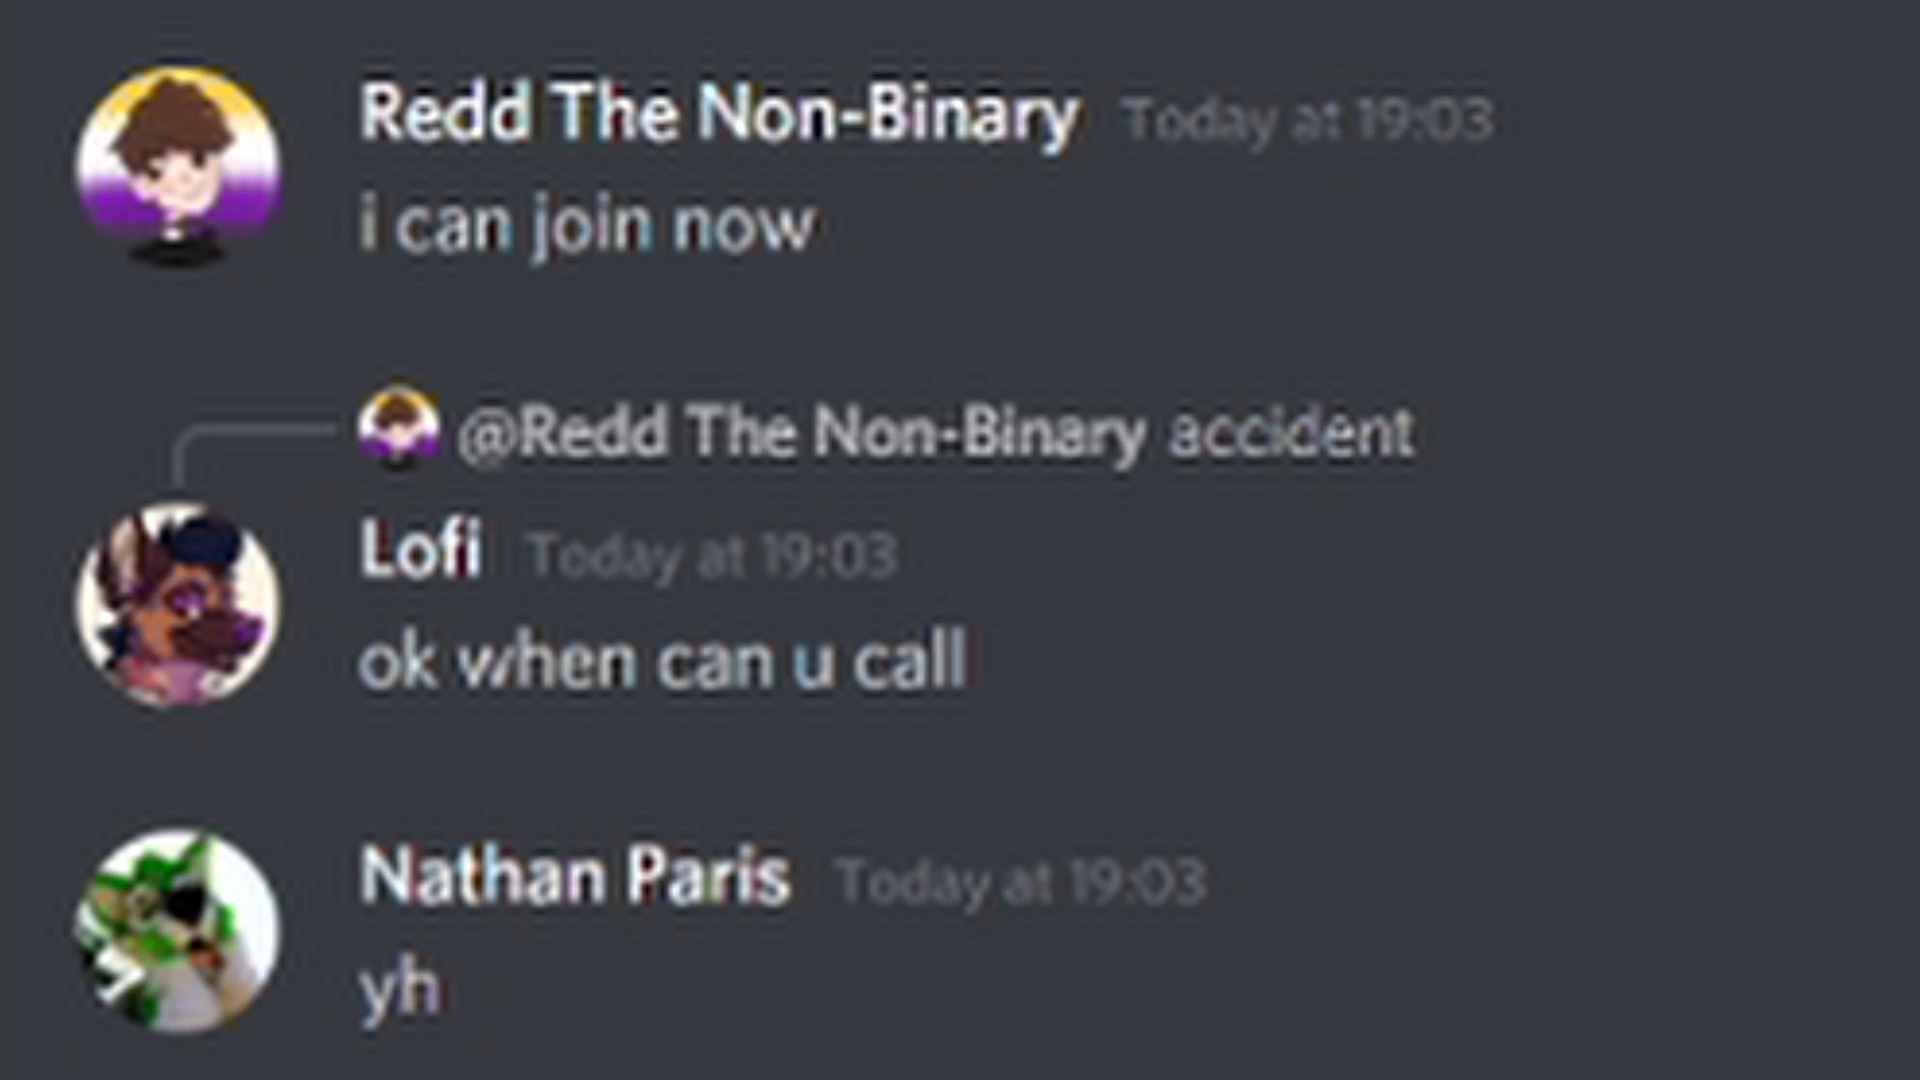 Redd The Non-Binary Today at 19:03
i can join now
@Redd The Non-Binary accident
Lofi Today at 19:03
ok when can u call
Nathan Paris Today at 19:03
yh